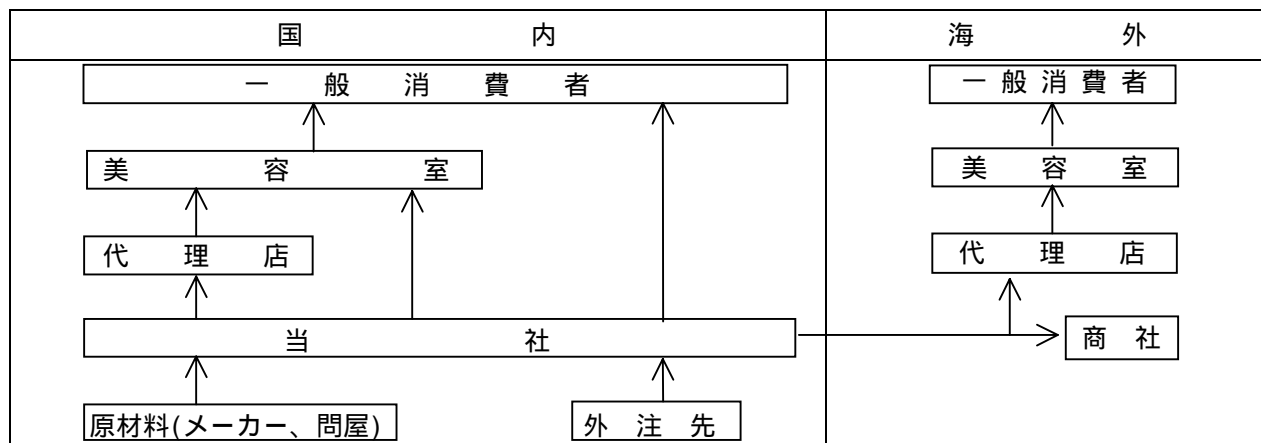 国内 海外
一般消費者 一般消費者
美容室 美容室
代理店 代理店
当社 商社
原材料(メーカー、問屋) 外注先